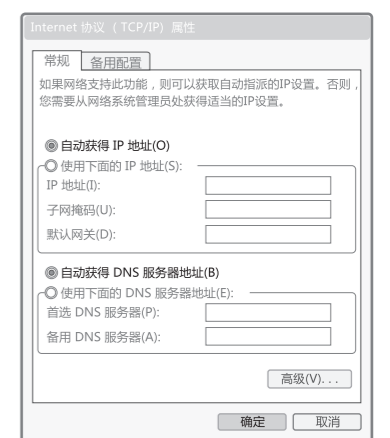 Internet 协议 （TCP/IP) 属性
常规 备用配置
如果网络支持此功能，则可以获取自动指派的IP设置。否则，
您需要从网络系统管理员处获得适当的IP设置。
自动获得 IP 地址(O)
使用下面的 IP 地址(S):
IP 地址(I):
子网掩码(U):
默认网关(D):
自动获得 DNS 服务器地址(B)
使用下面的 DNS 服务器地址(E):
首选 DNS 服务器(P):
备用 DNS 服务器(A):
高级(V)...
确定 取消